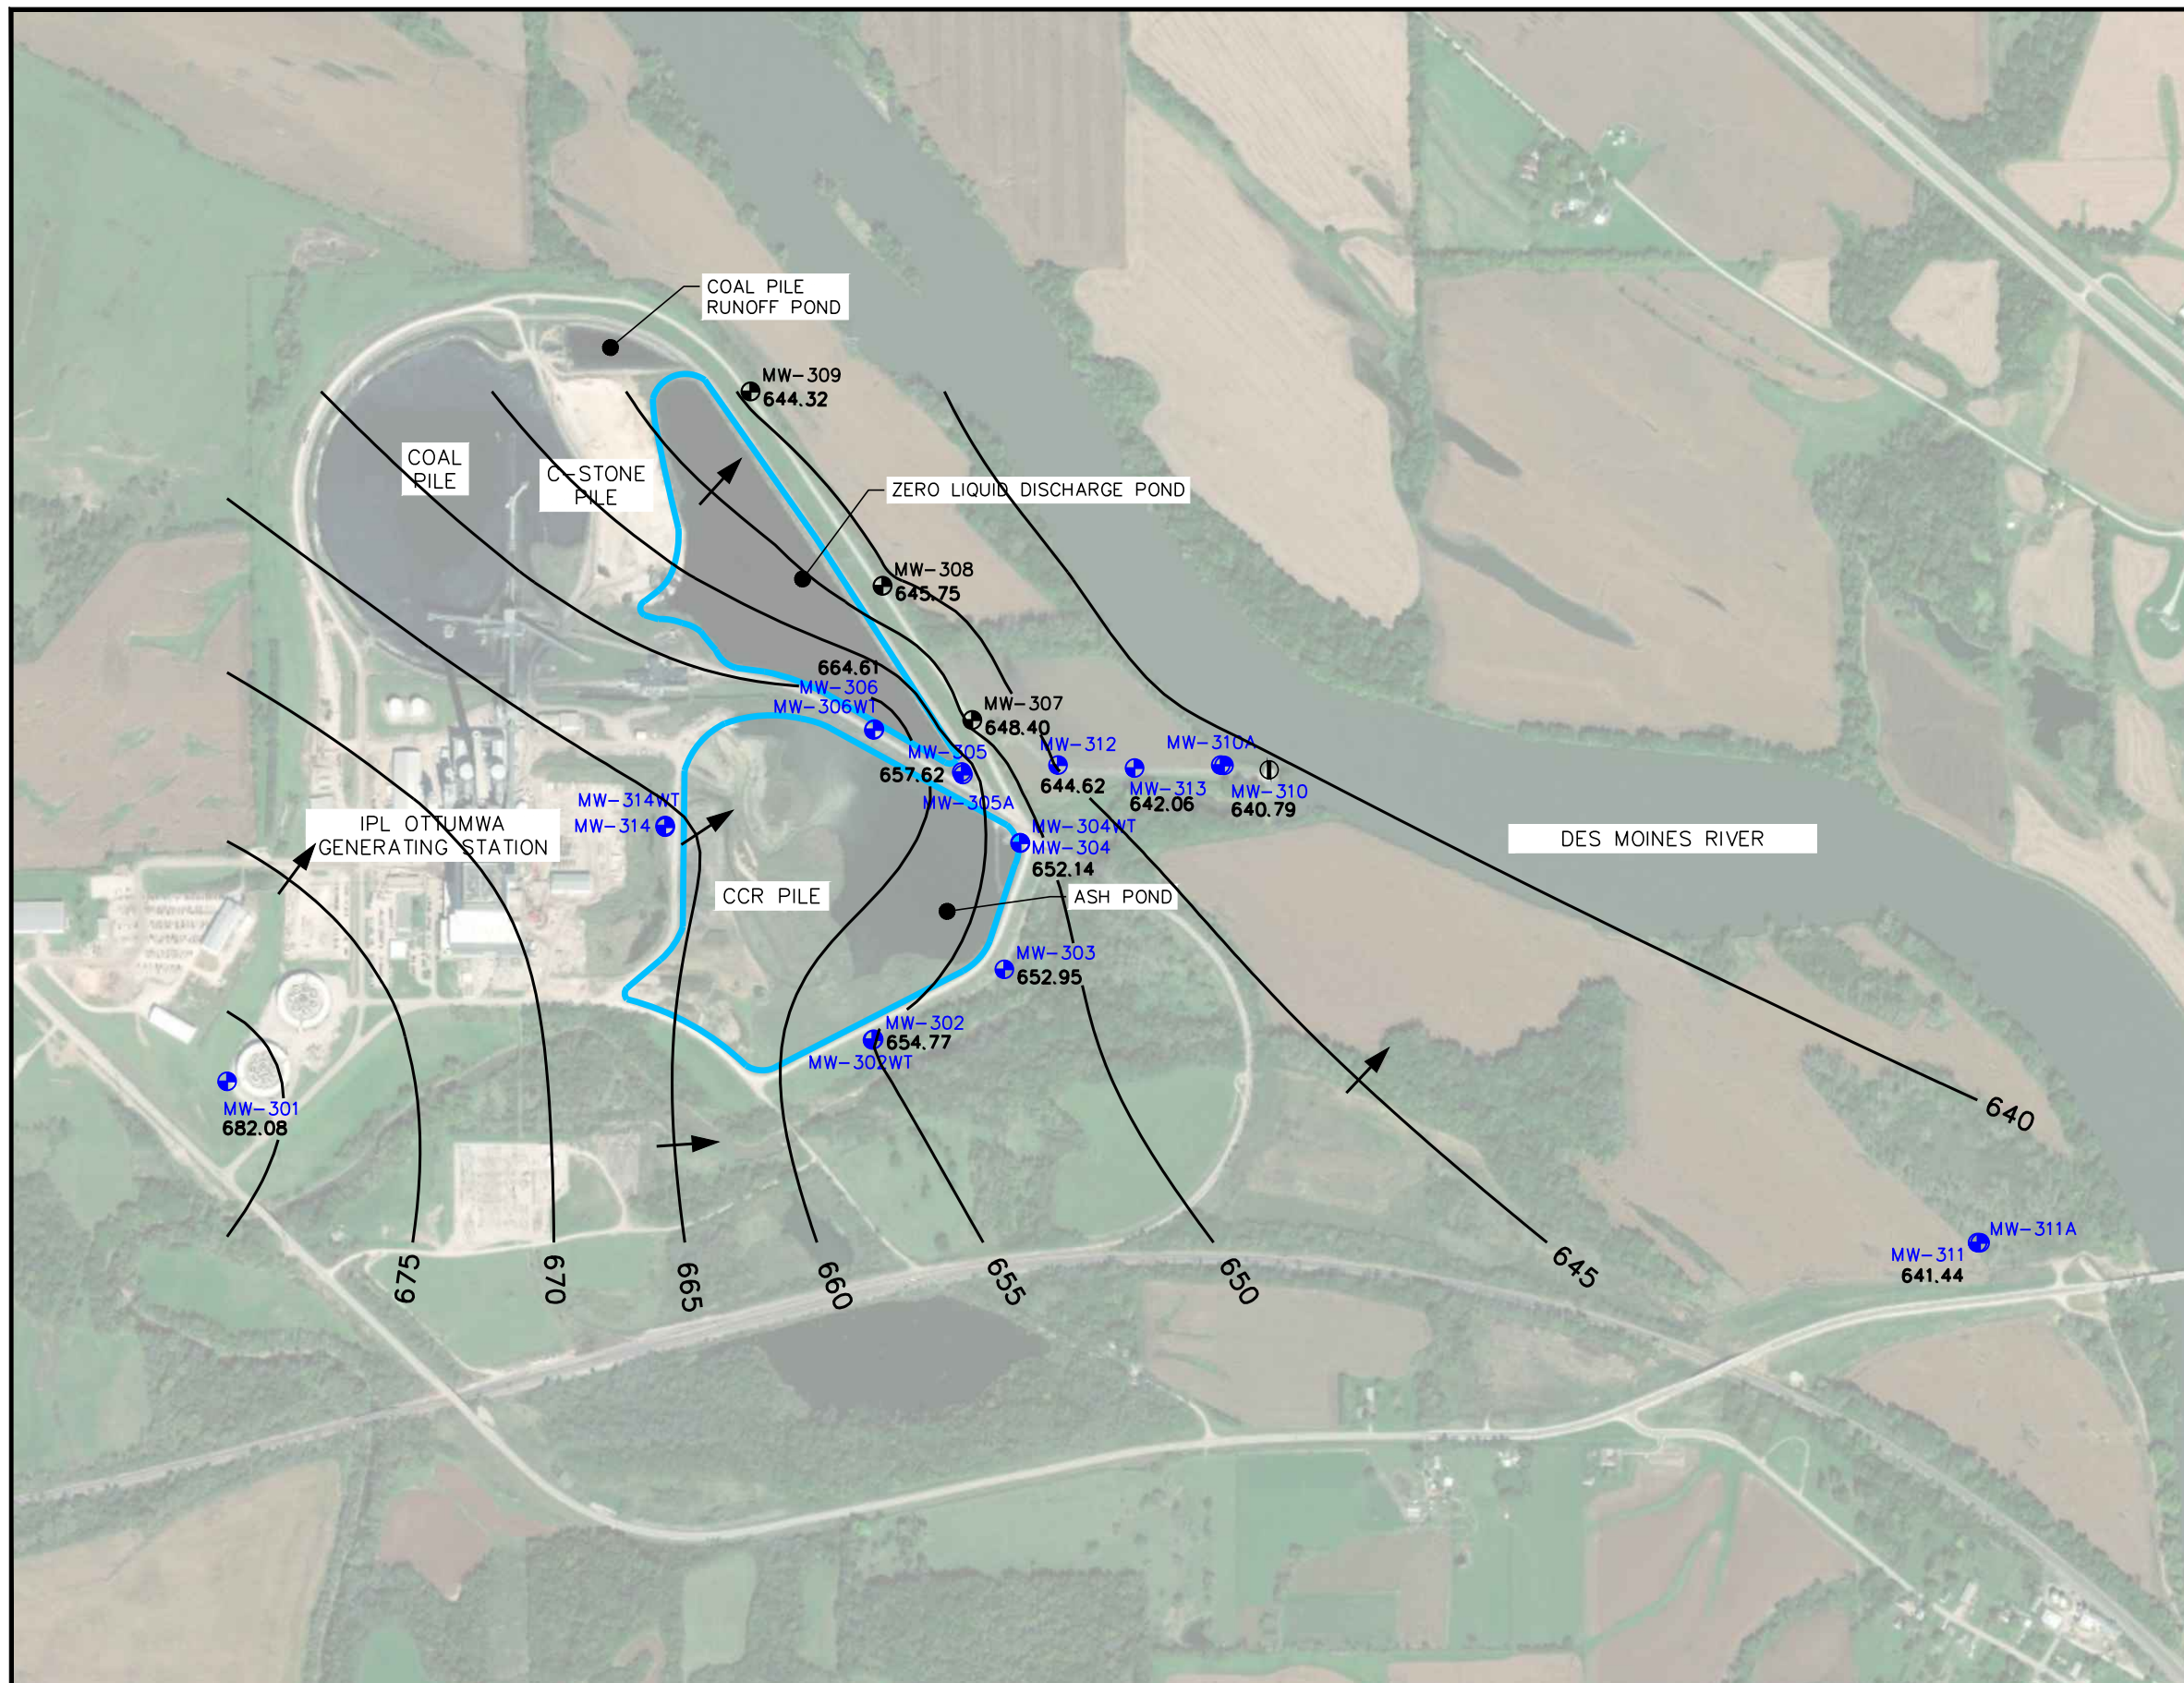 COAL PILE
RUNOFF POND
MW-309
644.32
COAL
PILE
C-STONE
PILE
ZERO LIQUID DISCHARGE POND
MW-308
645.75
664.61
MW-306
MW-306WT
MW-307
648.40
MW-305
657.62
MW-305A
MW-312
644.62
MW-310A
MW-313
642.06
MW-310
640.79
MW-314WT
MW-314
IPL OTTUMWA
GENERATING STATION
MW-304WT
MW-304
652.14
DES MOINES RIVER
CCR PILE
ASH POND
MW-303
652.95
MW-302
654.77
MW-302WT
MW-301
682.08
640
MW-311A
MW-311
641.44
675
670
665
660
655
650
645